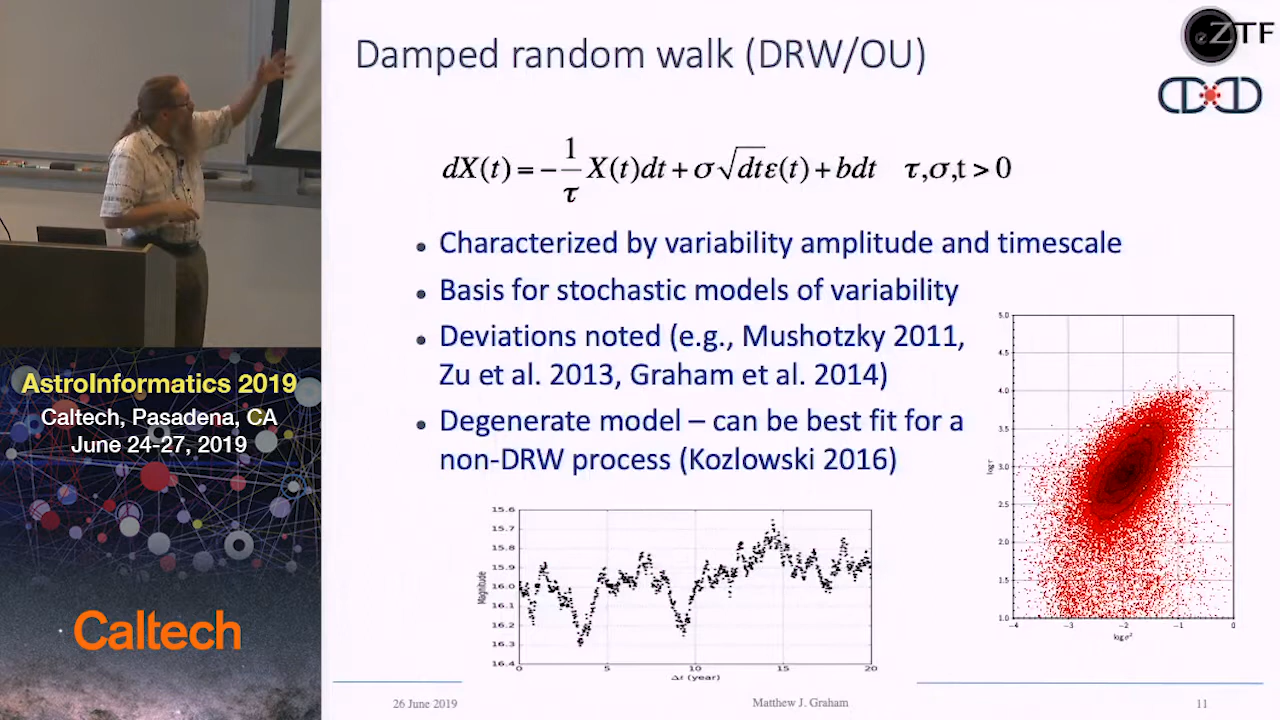 Damped random walk (DRW/OU)
eZTF
dX(t) = −1/τ X(t)dt + σ√dt ε(t) + bdt τ,σ,t > 0
• Characterized by variability amplitude and timescale
• Basis for stochastic models of variability
• Deviations noted (e.g., Mushotzky 2011,
Zu et al. 2013, Graham et al. 2014)
• Degenerate model – can be best fit for a
non-DRW process (Kozlowski 2016)
AstroInformatics 2019
Caltech, Pasadena, CA
June 24-27, 2019
Caltech
15.6
15.7
15.8
15.9
16.0
16.1
16.2
16.3
16.4
Magnitude
0 5 10 15 20
Δt (year)
5.0
4.5
4.0
3.5
3.0
2.5
2.0
1.5
1.0
log τ
−4 −3 −2 −1 0
log σ²
26 June 2019
Matthew J. Graham
11